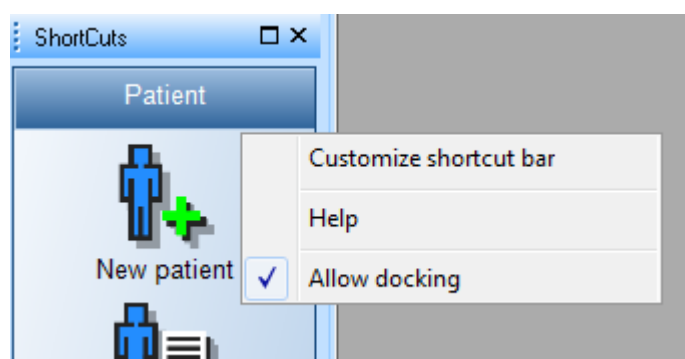 ShortCuts
Patient
Customize shortcut bar
Help
New patient
Allow docking